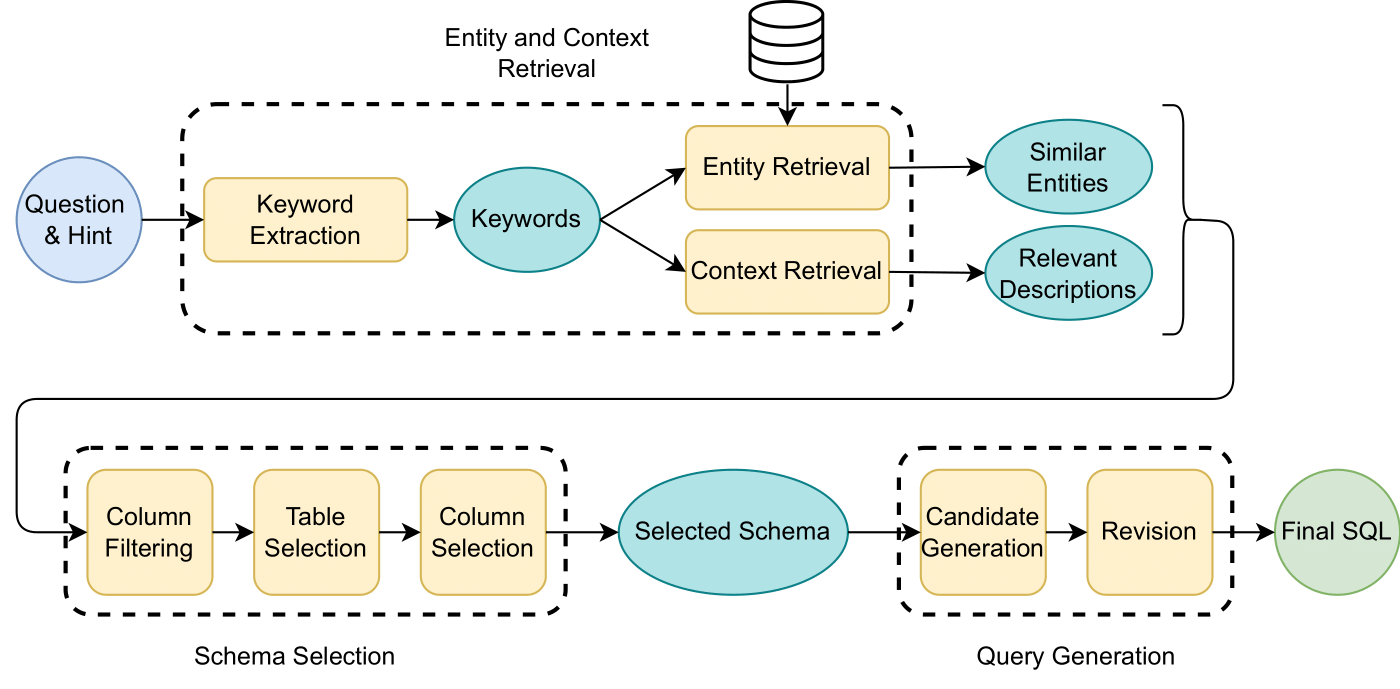 Entity and Context
Retrieval
Question
& Hint
Keyword
Extraction
Keywords
Entity Retrieval
Context Retrieval
Similar
Entities
Relevant
Descriptions
Column
Filtering
Table
Selection
Column
Selection
Selected Schema
Candidate
Generation
Revision
Final SQL
Schema Selection
Query Generation